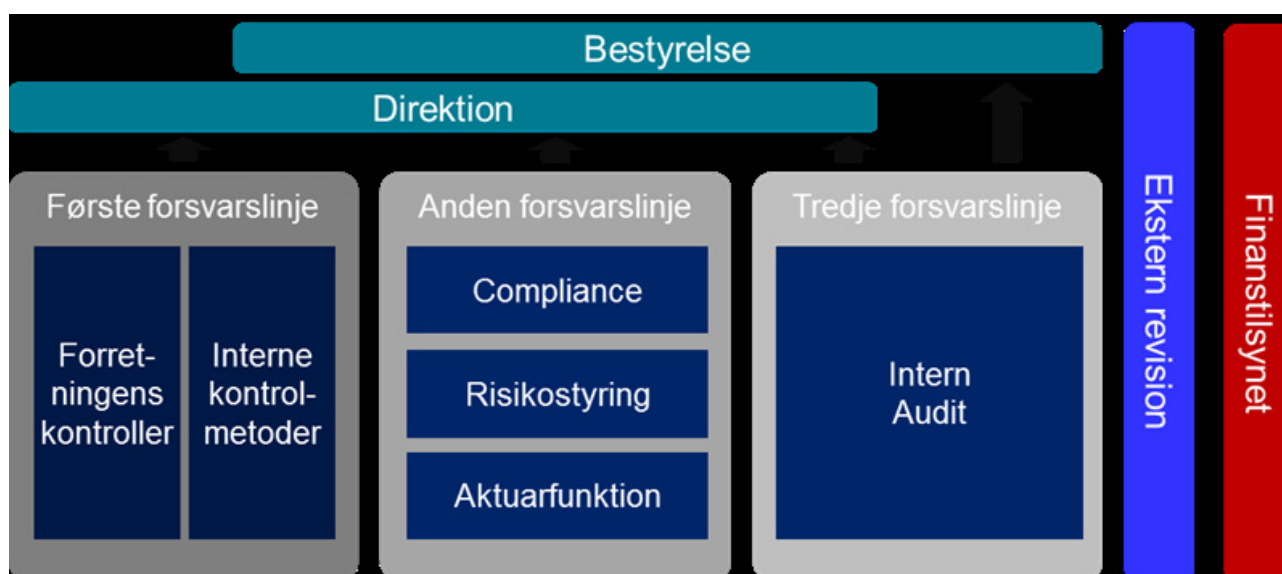 Bestyrelse
Direktion
Første forsvarslinje
Forret-
ningens
kontroller
Interne
kontrol-
metoder
Anden forsvarslinje
Compliance
Risikostyring
Aktuarfunktion
Tredje forsvarslinje
Intern
Audit
Ekstern revision
Finanstilsynet